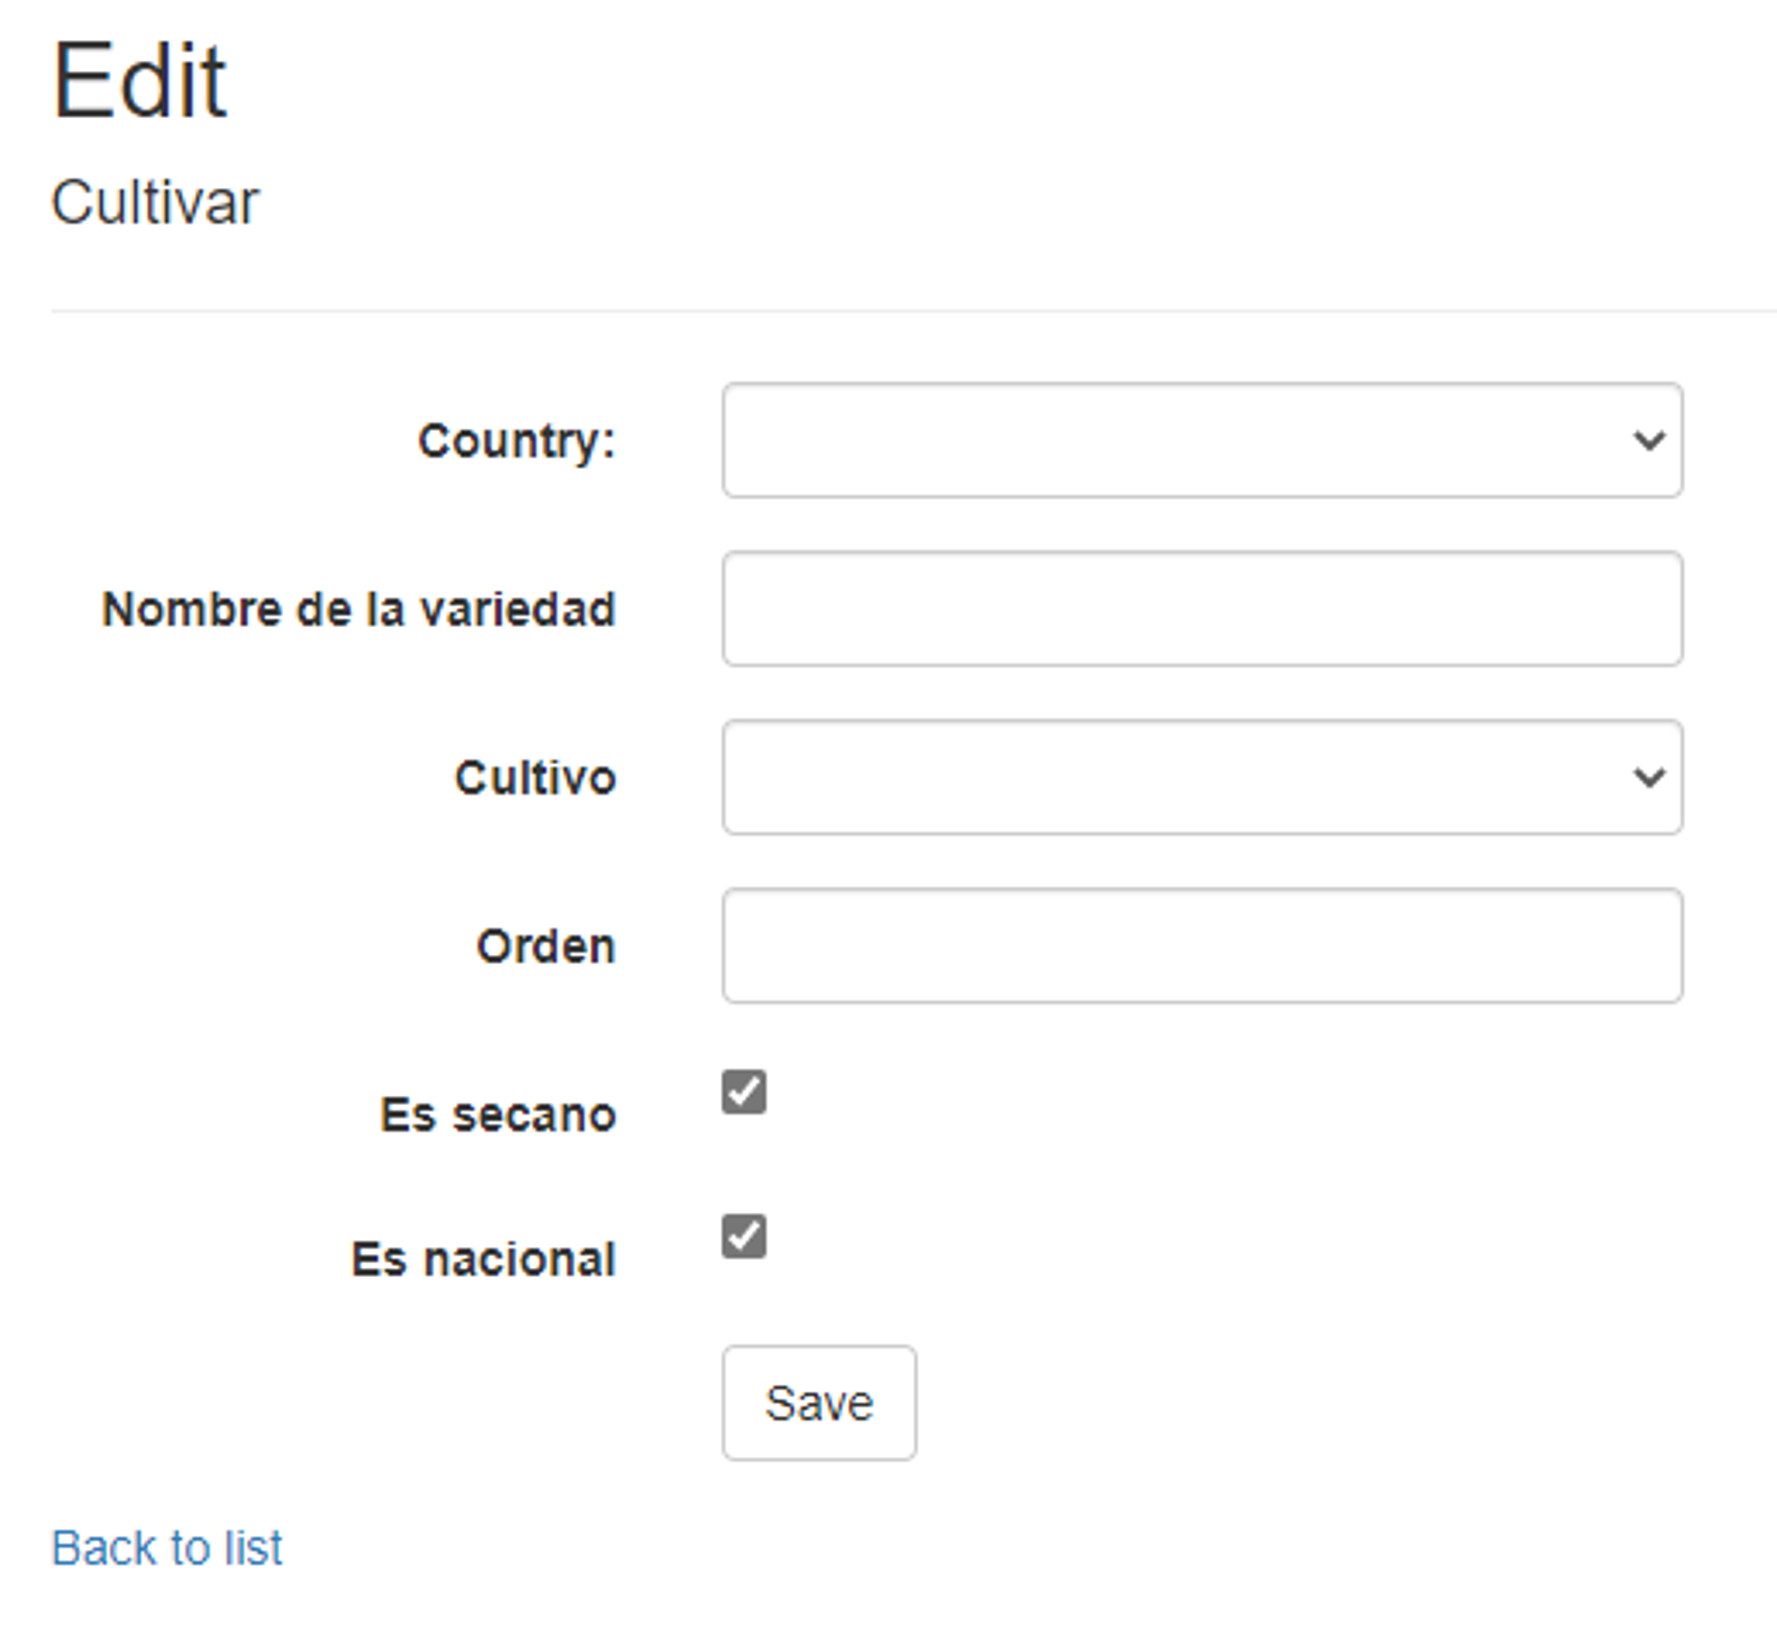 Edit
Cultivar
Country:
Nombre de la variedad
Cultivo
Orden
Es secano
Es nacional
Save
Back to list